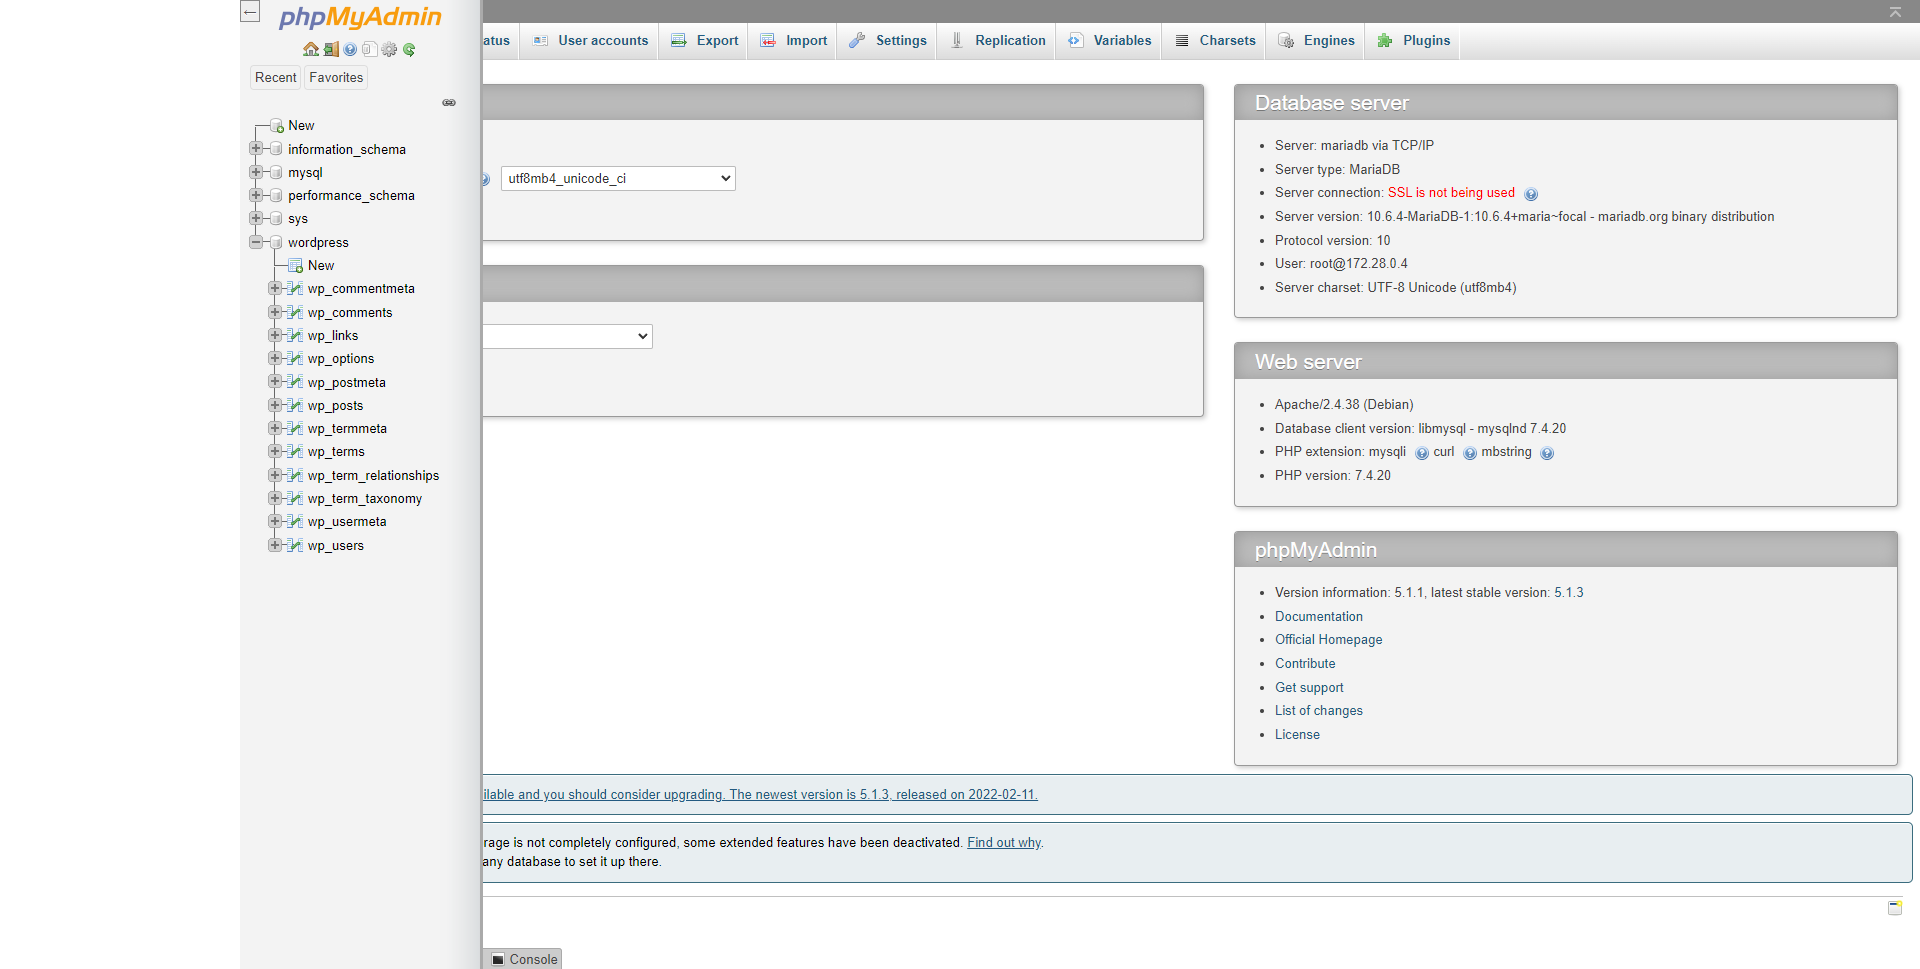 phpMyAdmin
Recent
Favorites
New
information_schema
mysql
performance_schema
sys
wordpress
New
wp_commentmeta
wp_comments
wp_links
wp_options
wp_postmeta
wp_posts
wp_termmeta
wp_terms
wp_term_relationships
wp_term_taxonomy
wp_usermeta
wp_users
atus
User accounts
Export
Import
Settings
Replication
Variables
Charsets
Engines
Plugins
utf8mb4_unicode_ci
Database server
Server: mariadb via TCP/IP
Server type: MariaDB
Server connection: SSL is not being used
Server version: 10.6.4-MariaDB-1:10.6.4+maria~focal - mariadb.org binary distribution
Protocol version: 10
User: root@172.28.0.4
Server charset: UTF-8 Unicode (utf8mb4)
Web server
Apache/2.4.38 (Debian)
Database client version: libmysql - mysqlnd 7.4.20
PHP extension: mysqli curl mbstring
PHP version: 7.4.20
phpMyAdmin
Version information: 5.1.1, latest stable version: 5.1.3
Documentation
Official Homepage
Contribute
Get support
List of changes
License
ilable and you should consider upgrading. The newest version is 5.1.3, released on 2022-02-11.
rage is not completely configured, some extended features have been deactivated. Find out why.
any database to set it up there.
Console